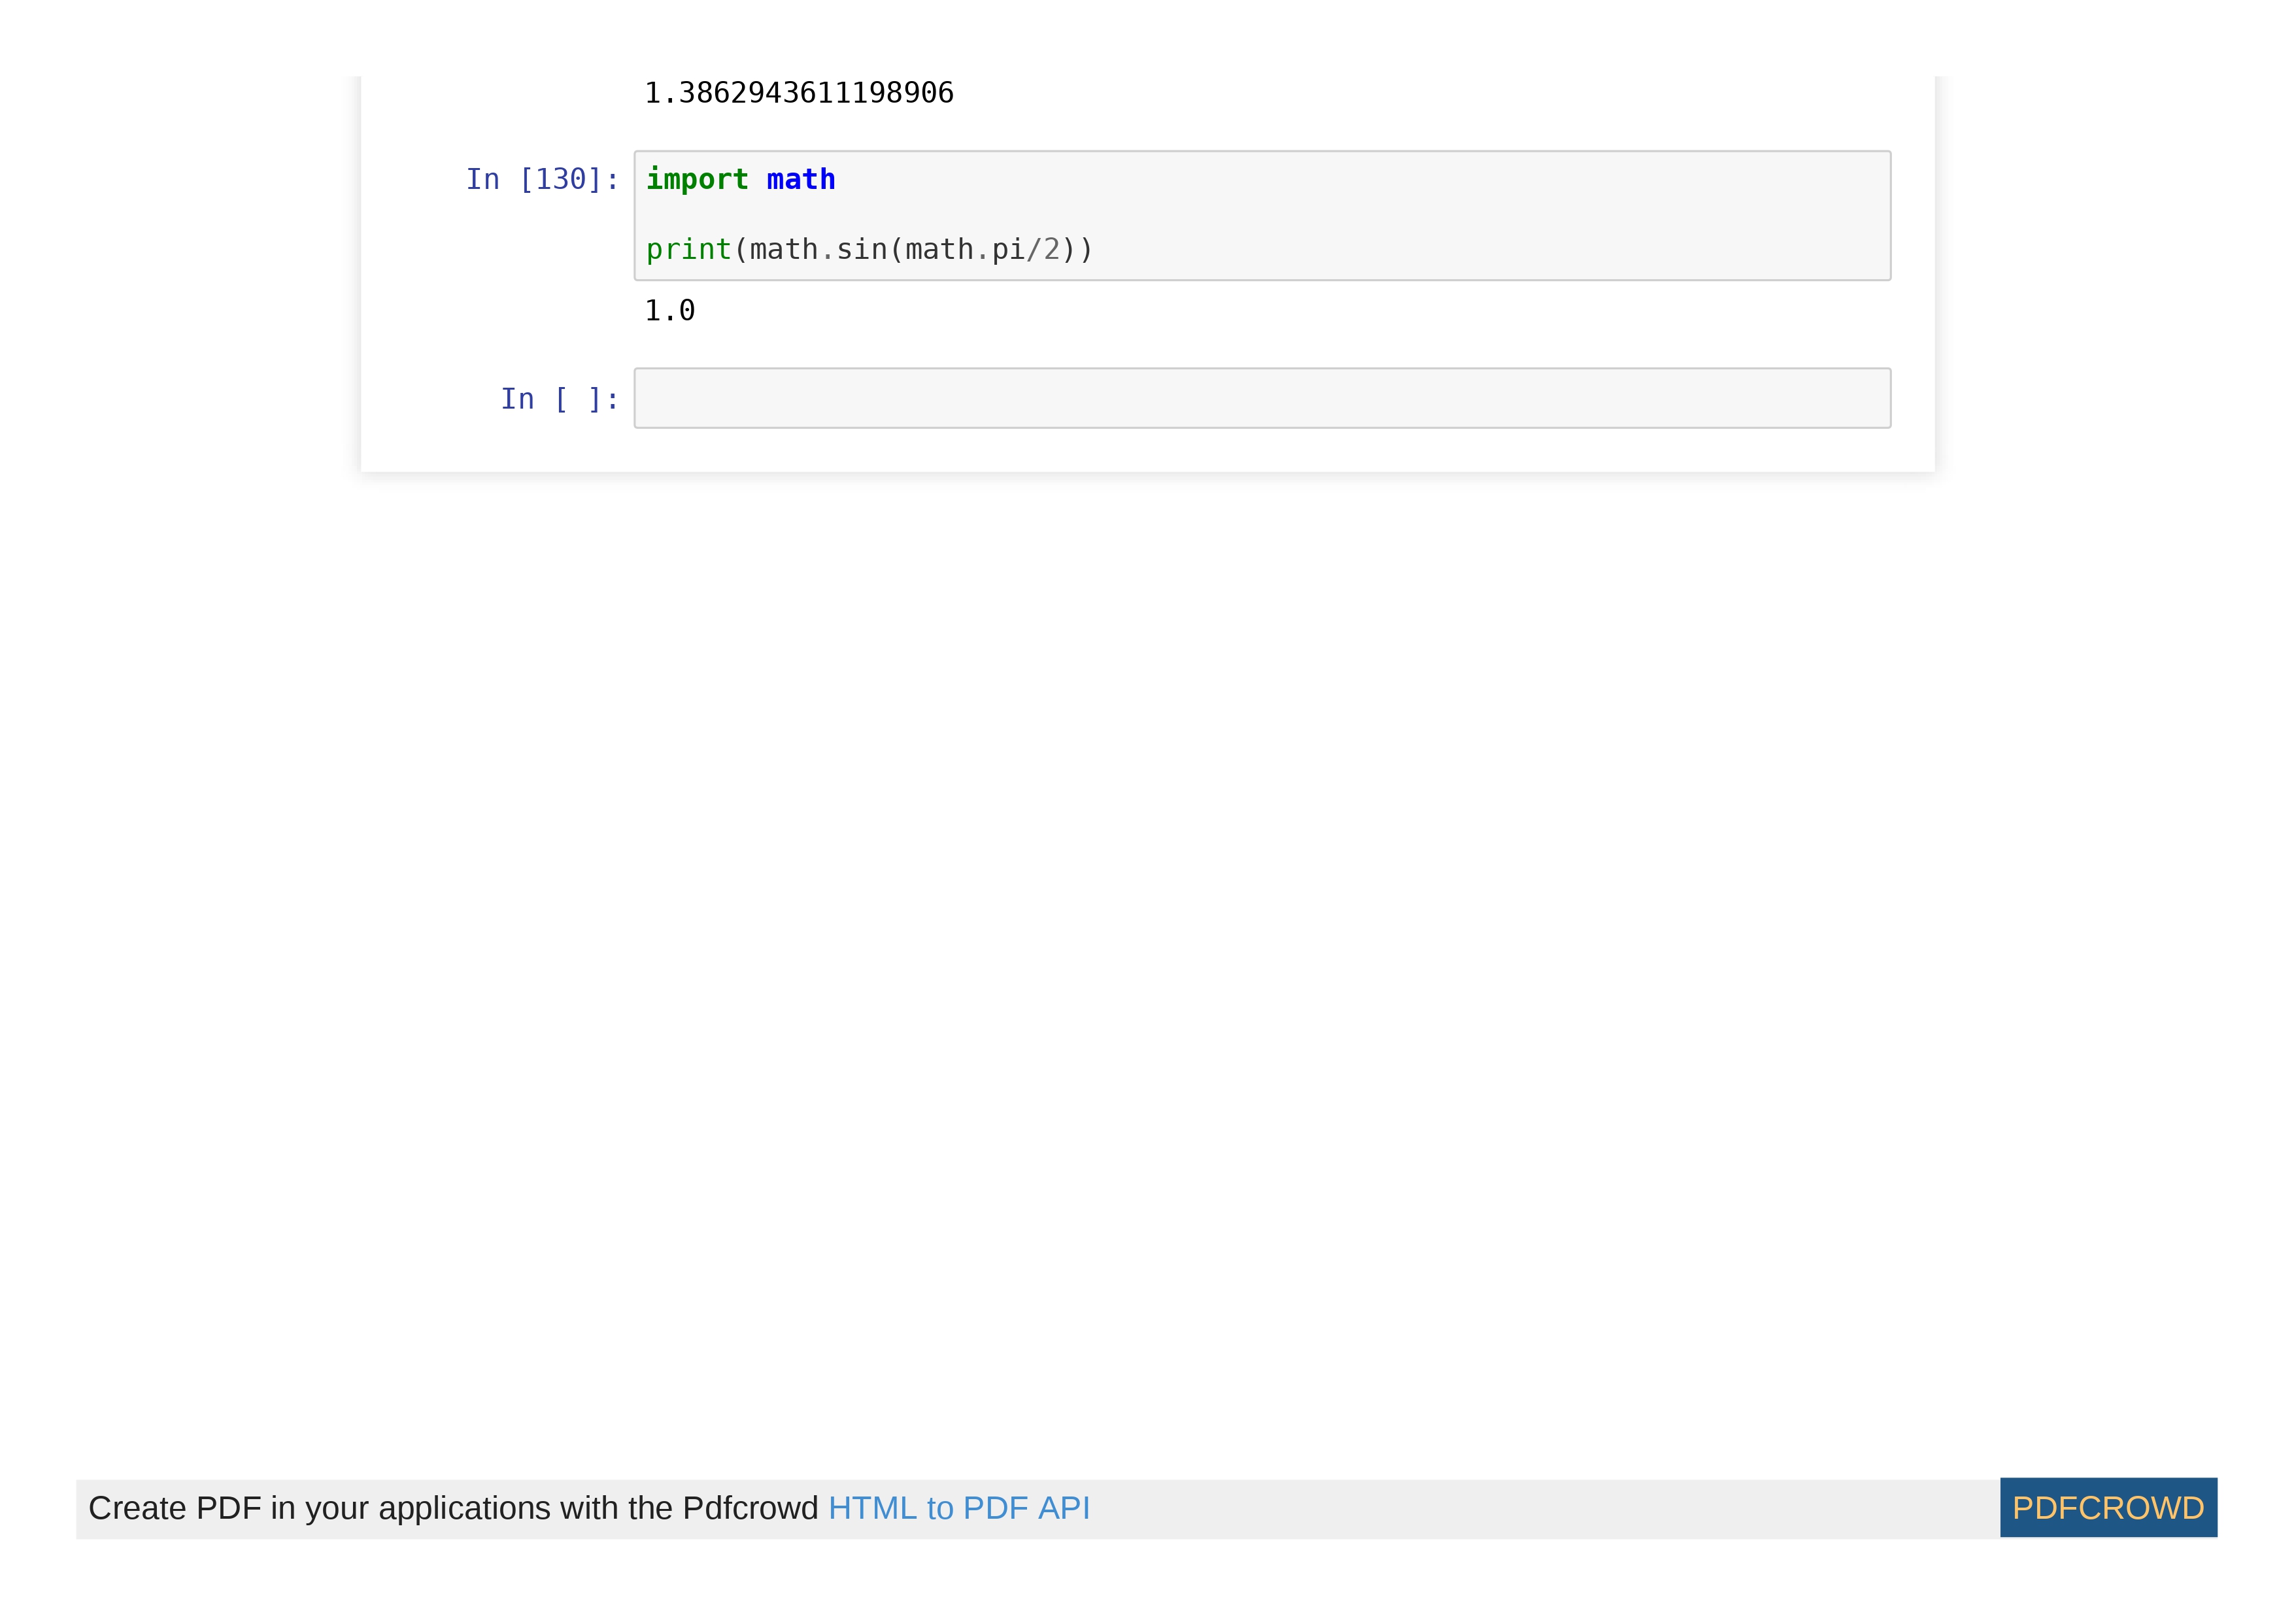 1.3862943611198906
In [130]: import math
print(math.sin(math.pi/2))
1.0
In [ ]:
Create PDF in your applications with the Pdfcrowd HTML to PDF API
PDFCROWD